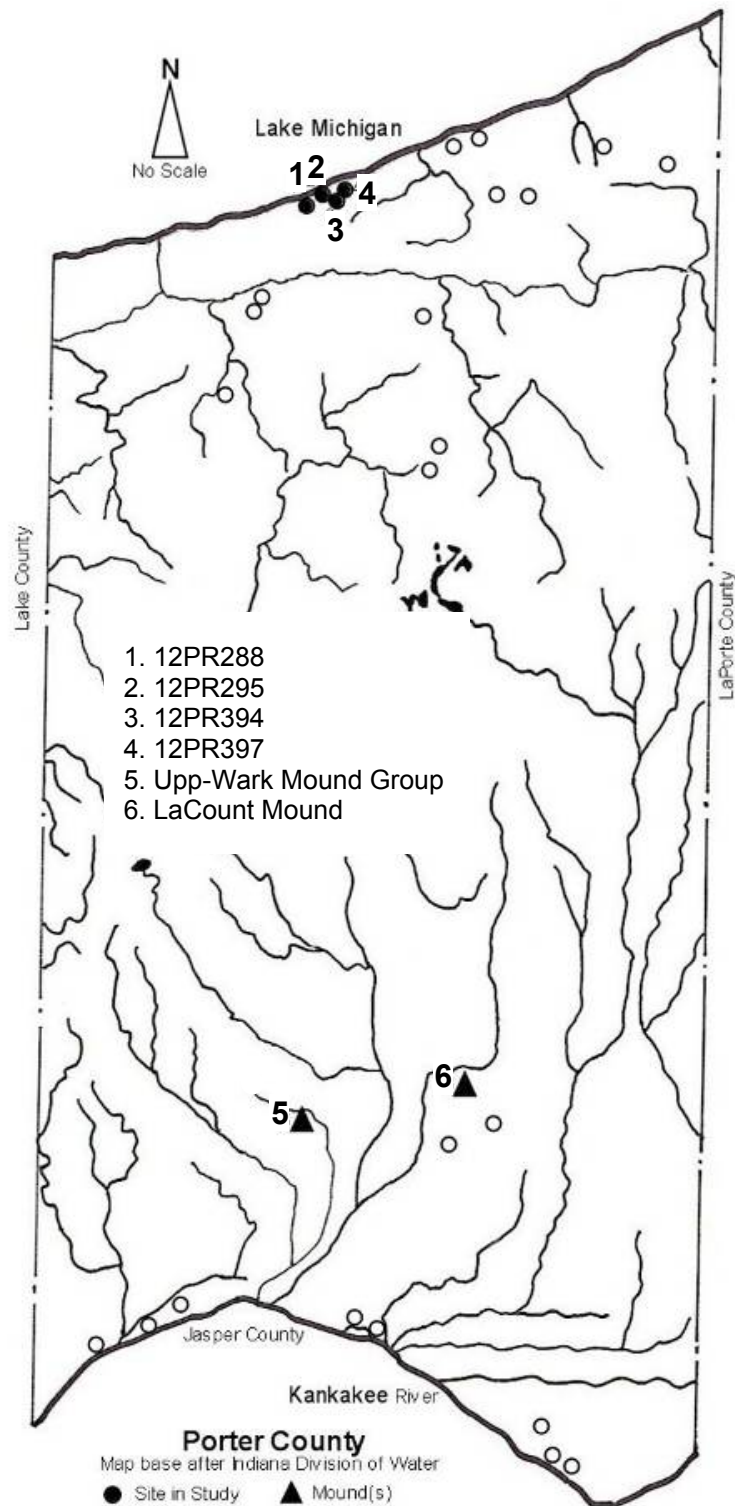 N
No Scale
Lake Michigan
1 2
4
3
Lake County
LaPorte County
1. 12PR288
2. 12PR295
3. 12PR394
4. 12PR397
5. Upp-Wark Mound Group
6. LaCount Mound
6
5
Jasper County
Kankakee River
Porter County
Map base after Indiana Division of Water
Site in Study
Mound(s)